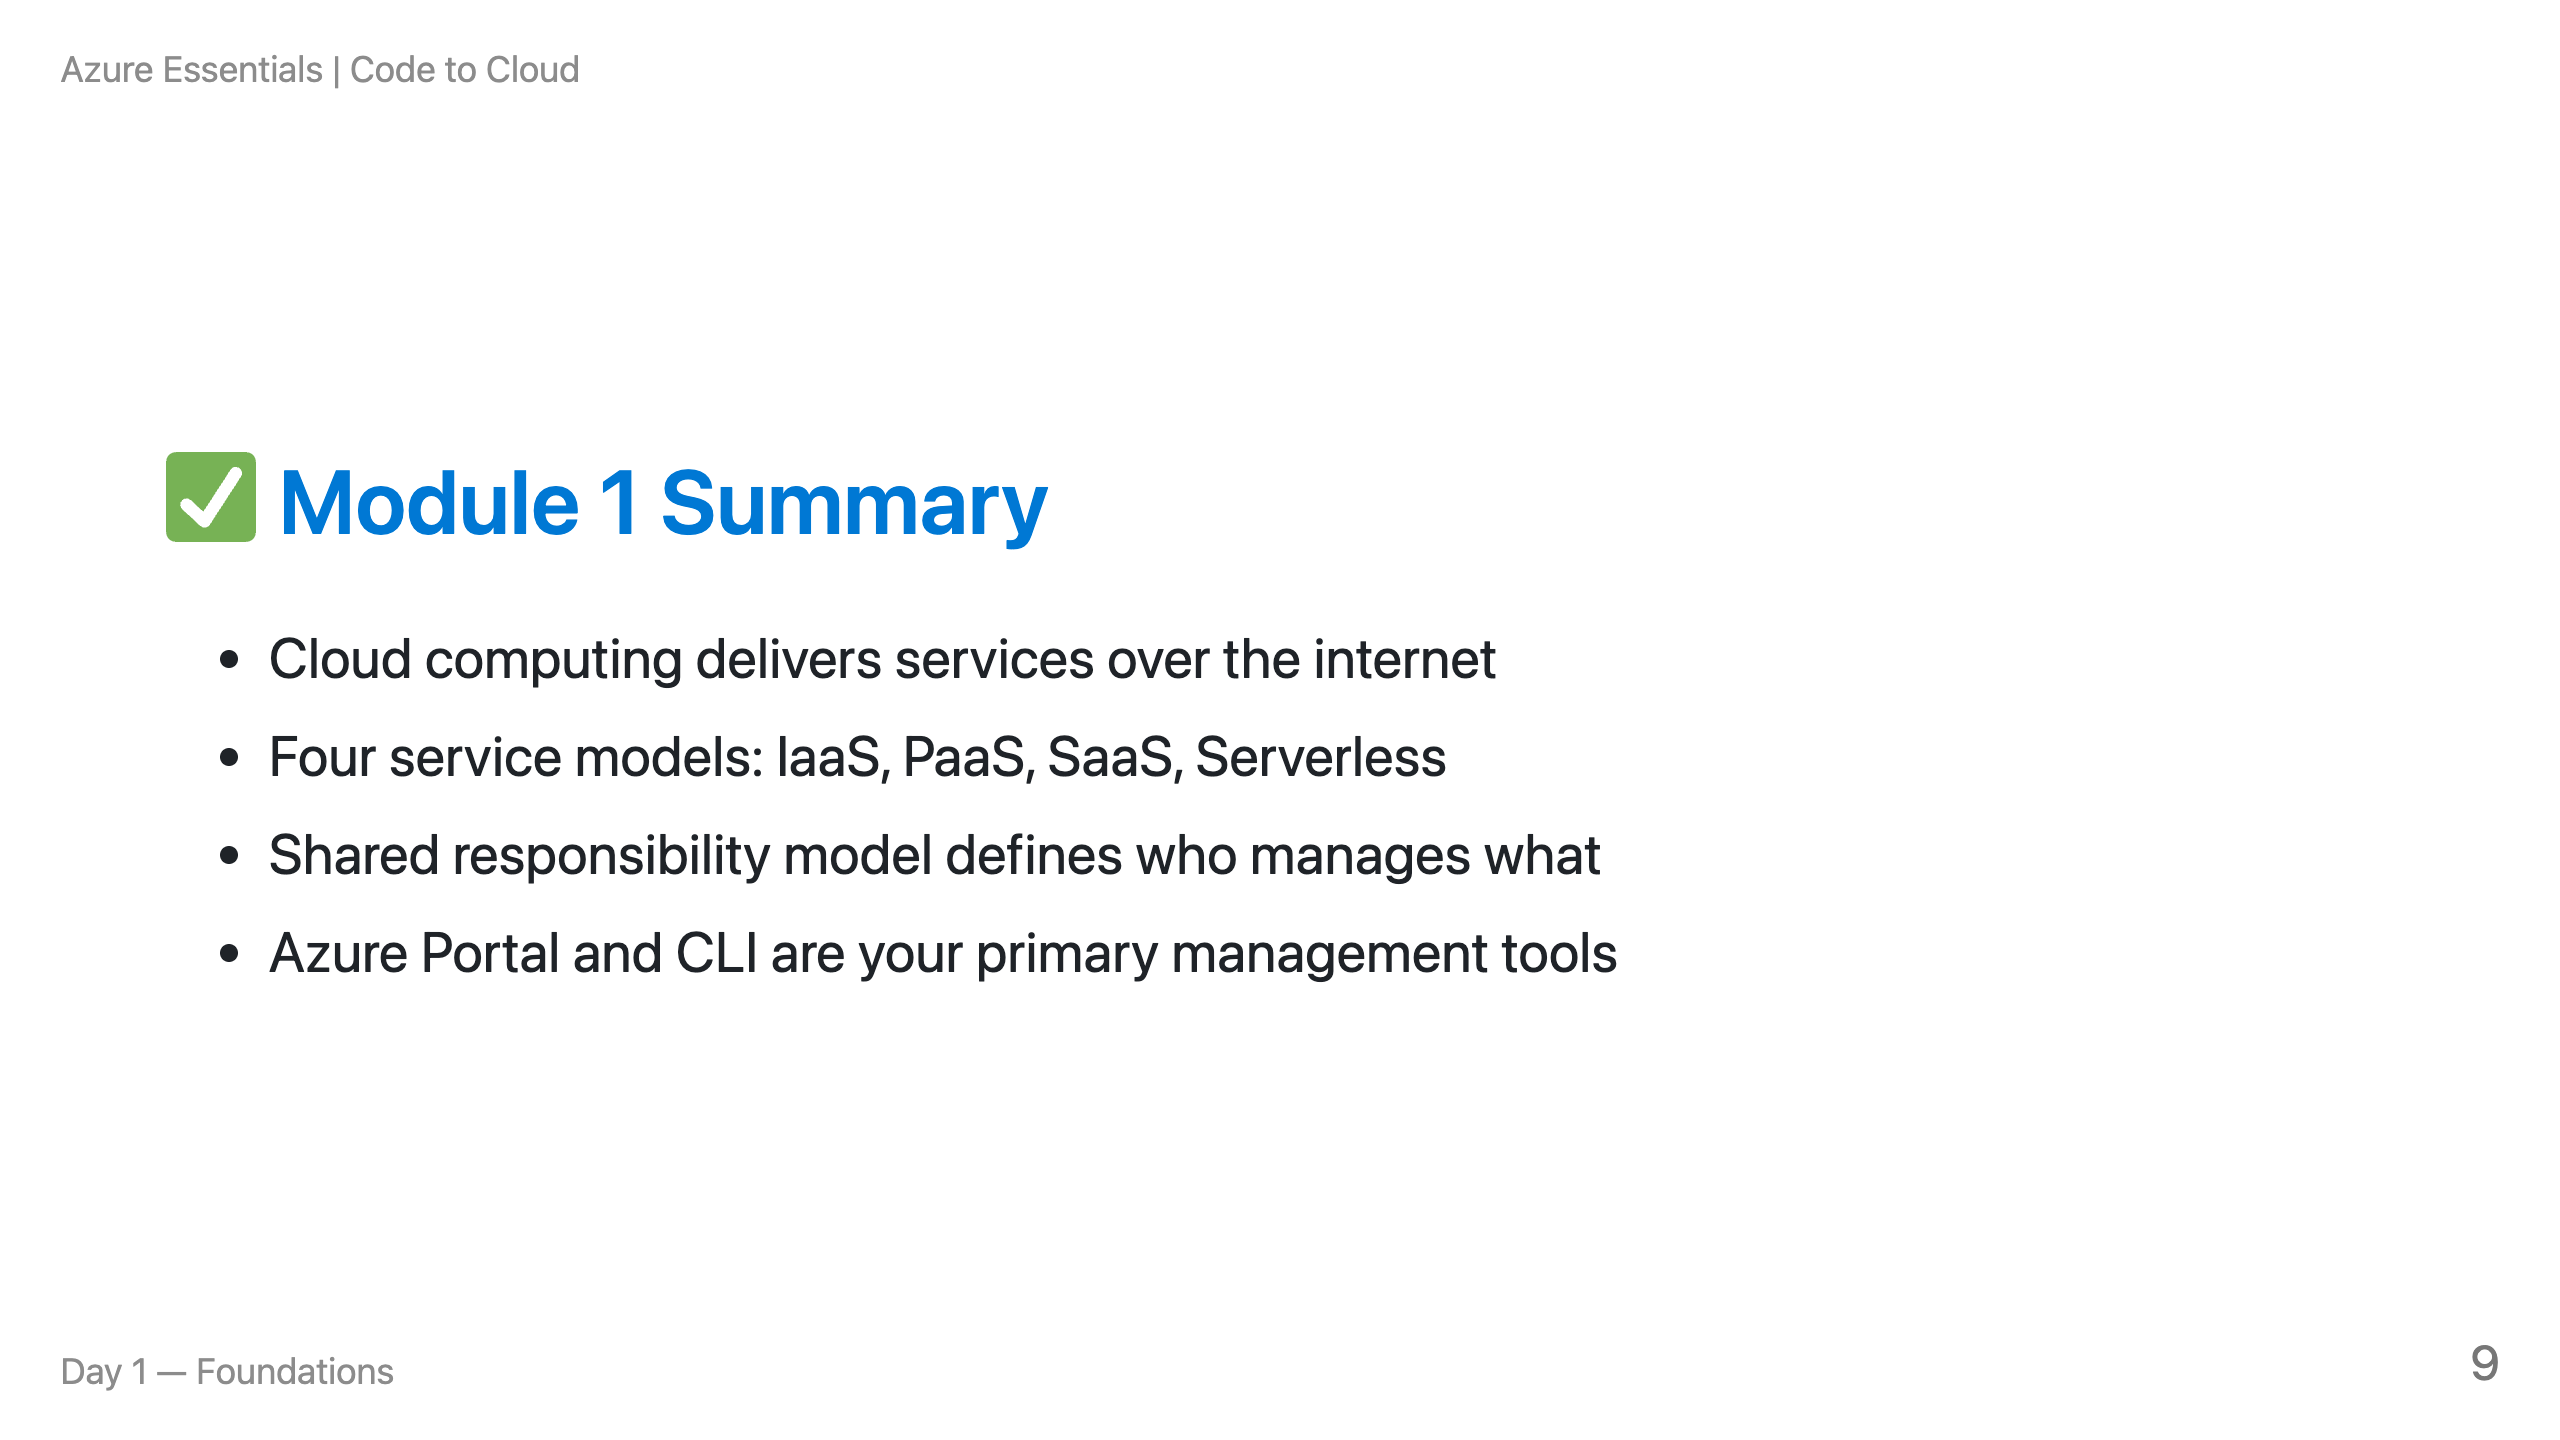 Azure Essentials | Code to Cloud
✅ Module 1 Summary
• Cloud computing delivers services over the internet
• Four service models: IaaS, PaaS, SaaS, Serverless
• Shared responsibility model defines who manages what
• Azure Portal and CLI are your primary management tools
Day 1 — Foundations
9